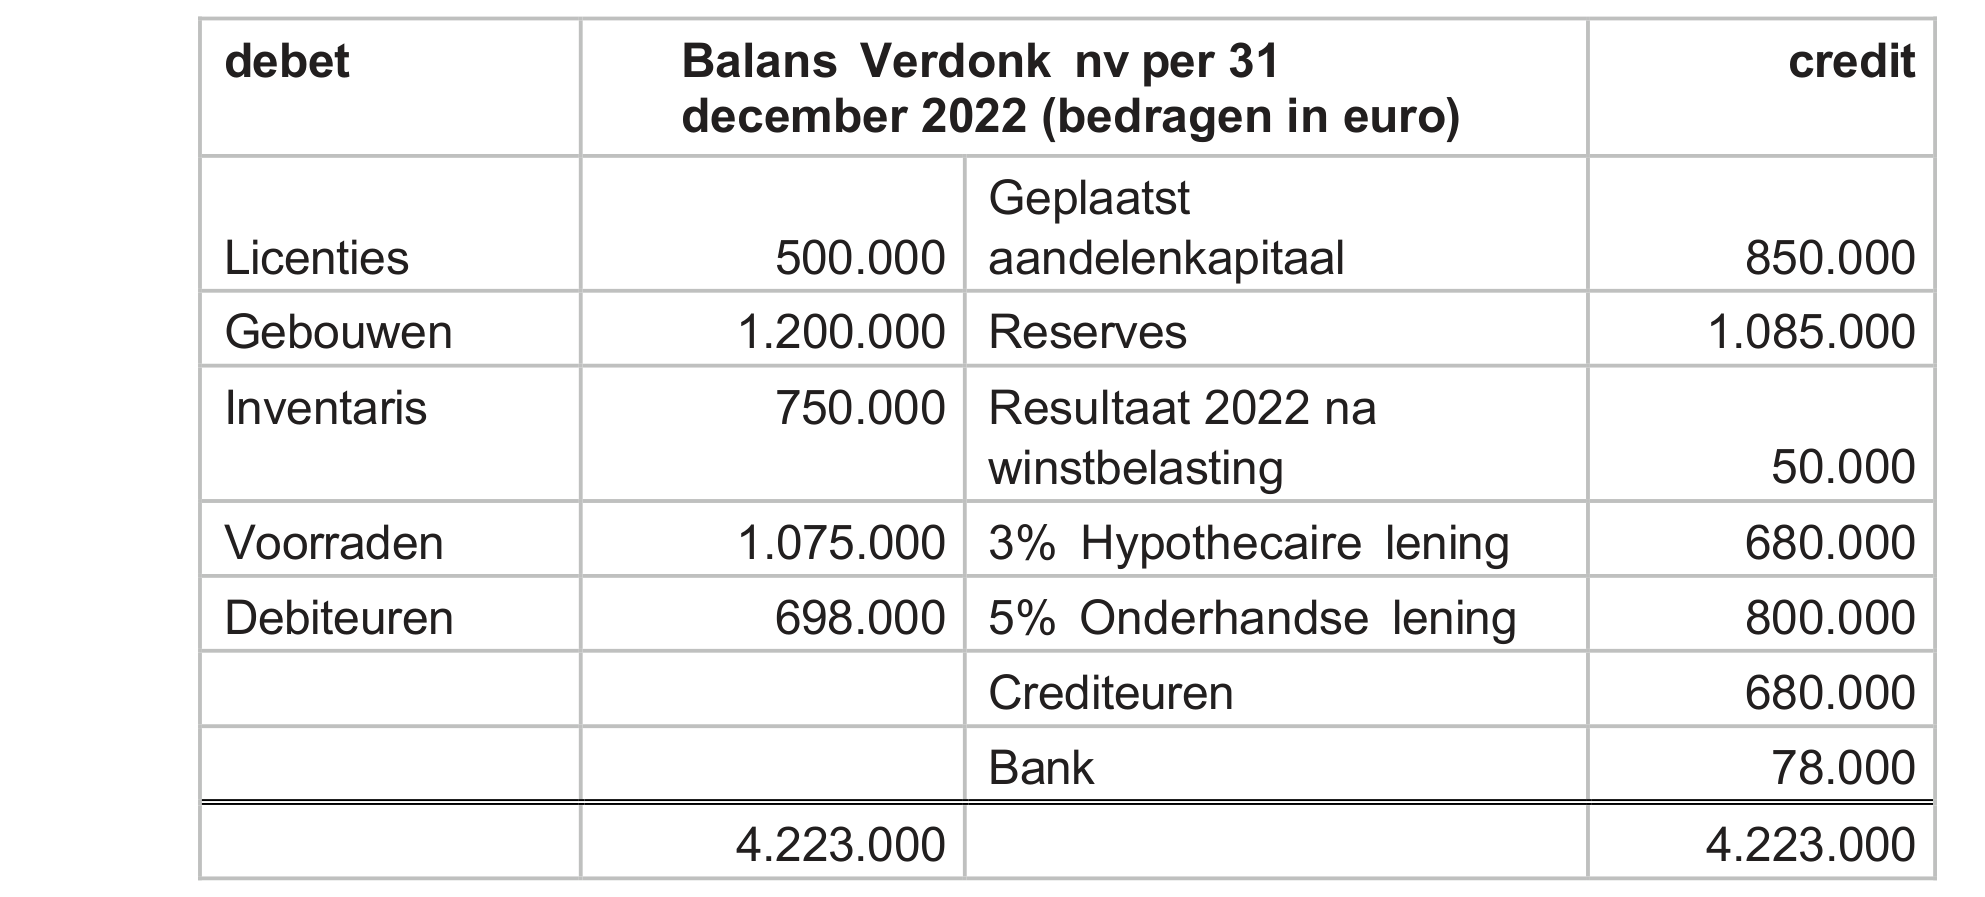 debet Balans Verdonk nv per 31 credit
december 2022 (bedragen in euro)
Geplaatst
Licenties 500.000 aandelenkapitaal 850.000
Gebouwen 1.200.000 Reserves 1.085.000
Inventaris 750.000 Resultaat 2022 na
winstbelasting 50.000
Voorraden 1.075.000 3% Hypothecaire lening 680.000
Debiteuren 698.000 5% Onderhandse lening 800.000
Crediteuren 680.000
Bank 78.000
4.223.000 4.223.000